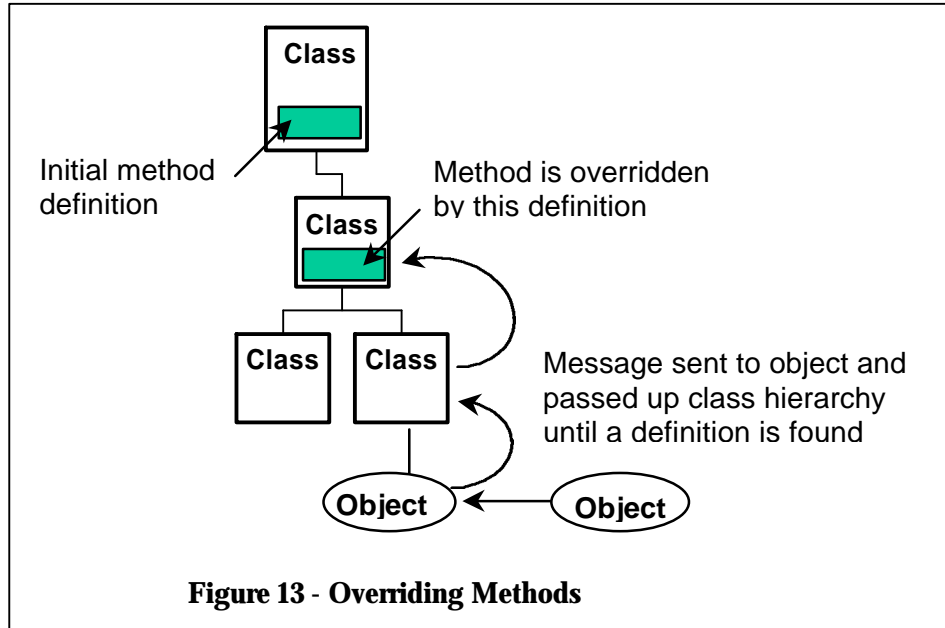 Class
Initial method
definition
Method is overridden
by this definition
Class
Class
Class
Message sent to object and
passed up class hierarchy
until a definition is found
Object
Object
Figure 13 - Overriding Methods